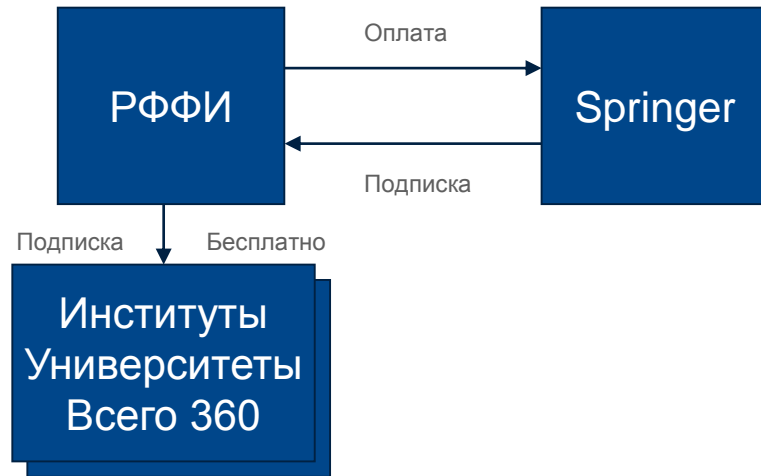 Оплата
РФФИ
Springer
Подписка
Подписка
Бесплатно
Институты
Университеты
Всего 360